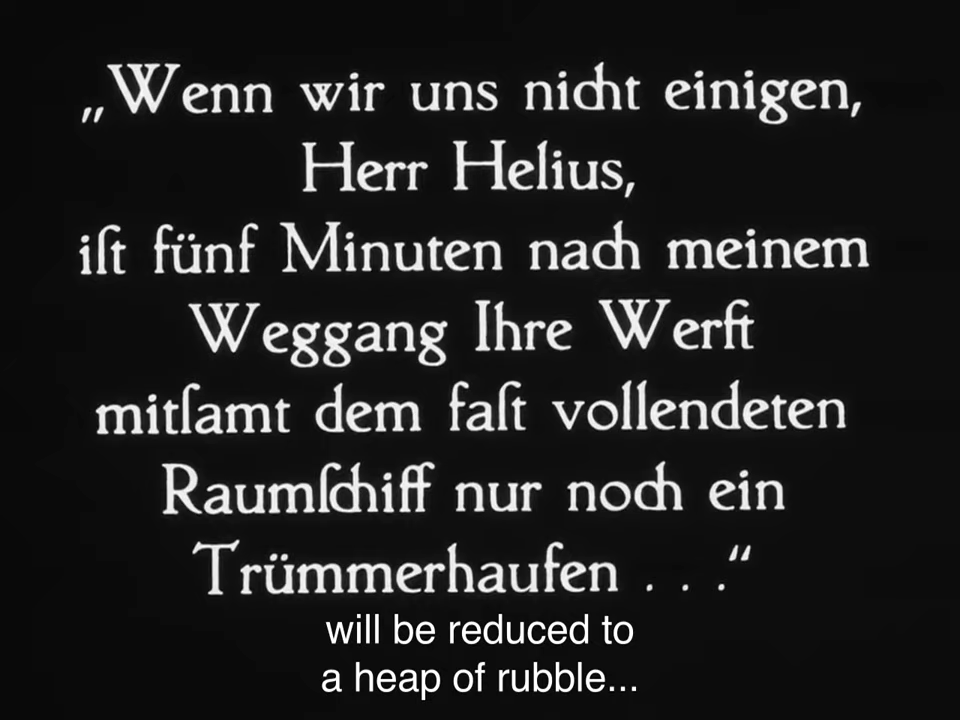 „Wenn wir uns nicht einigen,
Herr Helius,
iſt fünf Minuten nach meinem
Weggang Ihre Werft
mitſamt dem faſt vollendeten
Raumſchiff nur noch ein
Trümmerhaufen . . .“
will be reduced to
a heap of rubble...